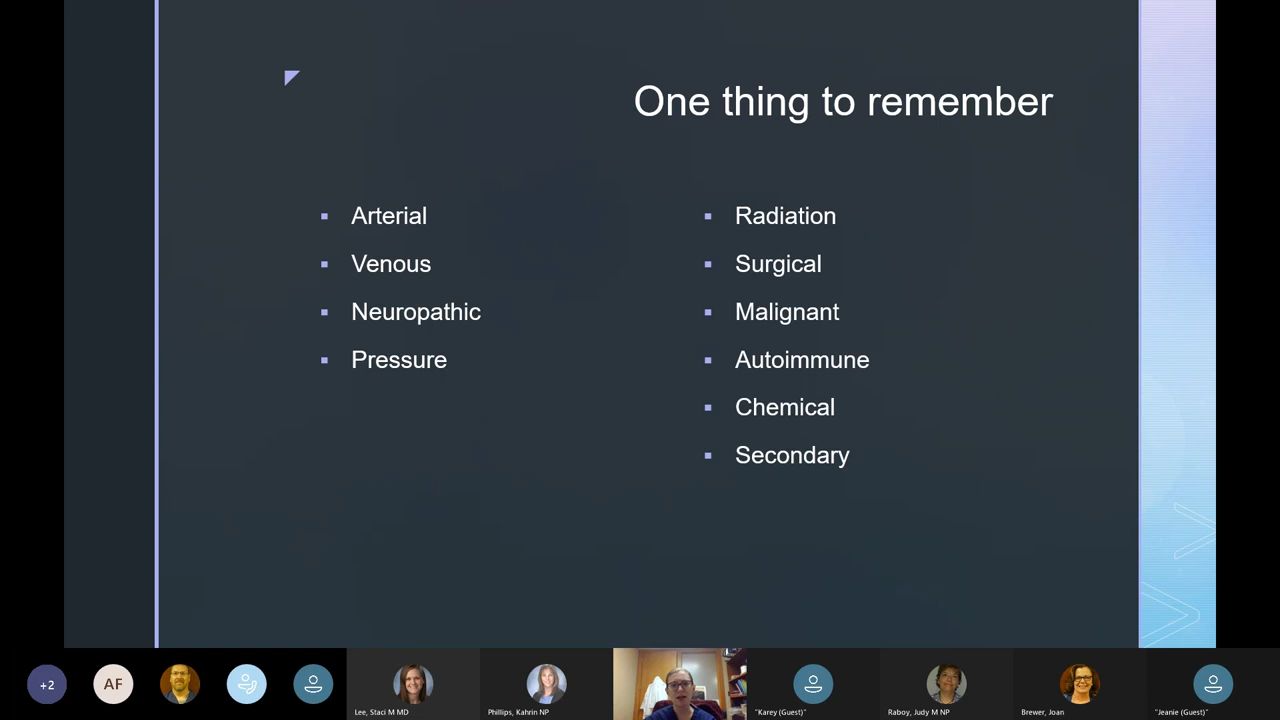 One thing to remember
Arterial
Venous
Neuropathic
Pressure
Radiation
Surgical
Malignant
Autoimmune
Chemical
Secondary
+2
AF
Lee, Staci M MD
Phillips, Kahrin NP
"Karey (Guest)"
Raboy, Judy M NP
Brewer, Joan
"Jeanie (Guest)"